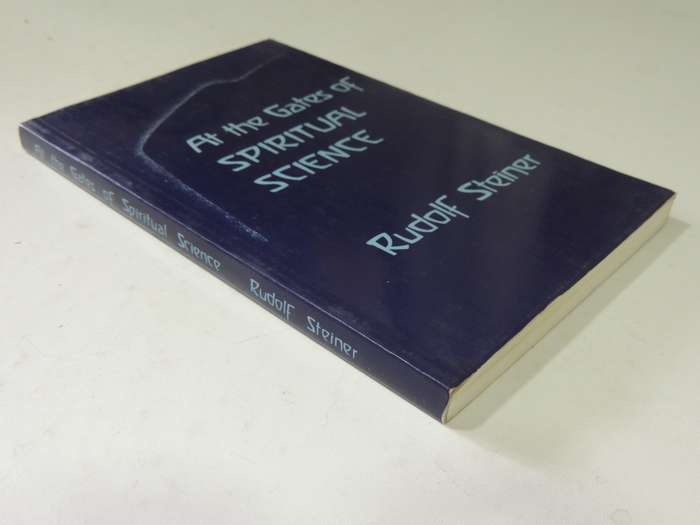 At the Gates of
SPIRITUAL
SCIENCE
Rudolf Steiner
At the Gates of Spiritual Science Rudolf Steiner